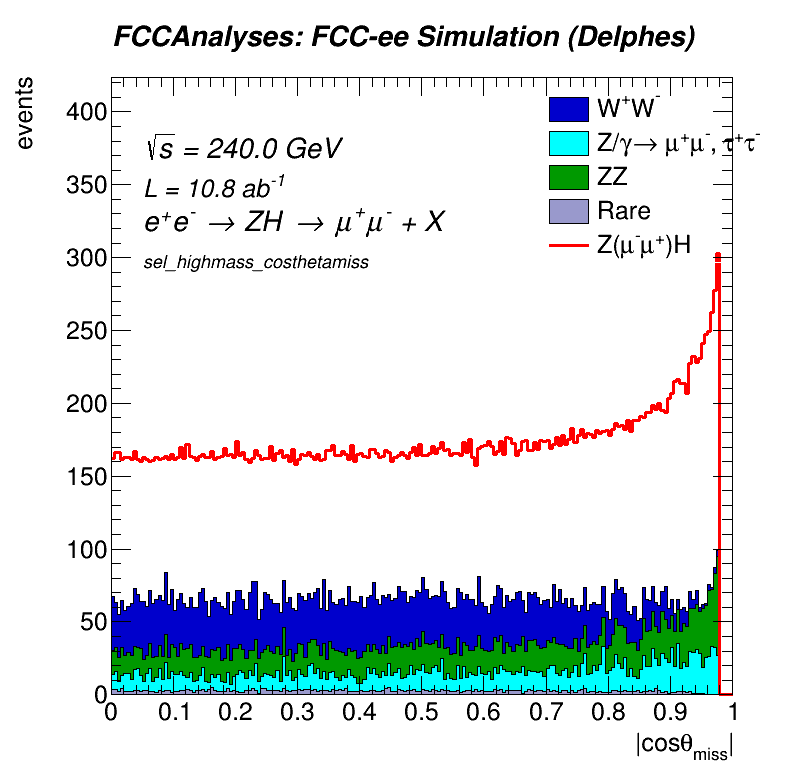 FCCAnalyses: FCC-ee Simulation (Delphes)
events
400
350
300
250
200
150
100
50
0
√s = 240.0 GeV
L = 10.8 ab⁻¹
e⁺e⁻ → ZH → μ⁺μ⁻ + X
sel_highmass_costhetamiss
W⁺W⁻
Z/γ→ μ⁺μ⁻, τ⁺τ⁻
ZZ
Rare
Z(μ⁻μ⁺)H
0 0.1 0.2 0.3 0.4 0.5 0.6 0.7 0.8 0.9 1
|cosθ_miss|